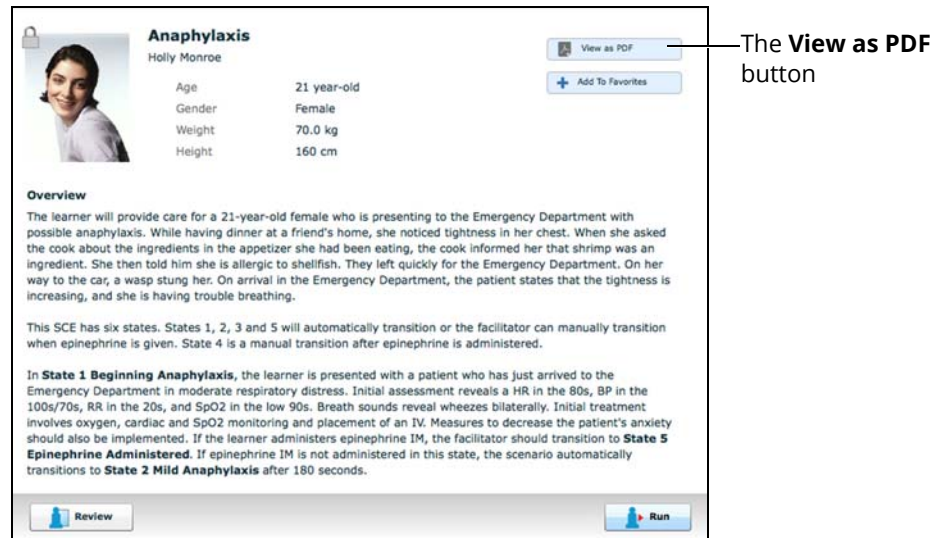 Anaphylaxis
Holly Monroe
Age 21 year-old
Gender Female
Weight 70.0 kg
Height 160 cm
View as PDF
Add To Favorites
The View as PDF
button
Overview
The learner will provide care for a 21-year-old female who is presenting to the Emergency Department with
possible anaphylaxis. While having dinner at a friend's home, she noticed tightness in her chest. When she asked
the cook about the ingredients in the appetizer she had been eating, the cook informed her that shrimp was an
ingredient. She then told him she is allergic to shellfish. They left quickly for the Emergency Department. On her
way to the car, a wasp stung her. On arrival in the Emergency Department, the patient states that the tightness is
increasing, and she is having trouble breathing.
This SCE has six states. States 1, 2, 3 and 5 will automatically transition or the facilitator can manually transition
when epinephrine is given. State 4 is a manual transition after epinephrine is administered.
In State 1 Beginning Anaphylaxis, the learner is presented with a patient who has just arrived to the
Emergency Department in moderate respiratory distress. Initial assessment reveals a HR in the 80s, BP in the
100s/70s, RR in the 20s, and SpO2 in the low 90s. Breath sounds reveal wheezes bilaterally. Initial treatment
involves oxygen, cardiac and SpO2 monitoring and placement of an IV. Measures to decrease the patient's anxiety
should also be implemented. If the learner administers epinephrine IM, the facilitator should transition to State 5
Epinephrine Administered. If epinephrine IM is not administered in this state, the scenario automatically
transitions to State 2 Mild Anaphylaxis after 180 seconds.
Review
Run